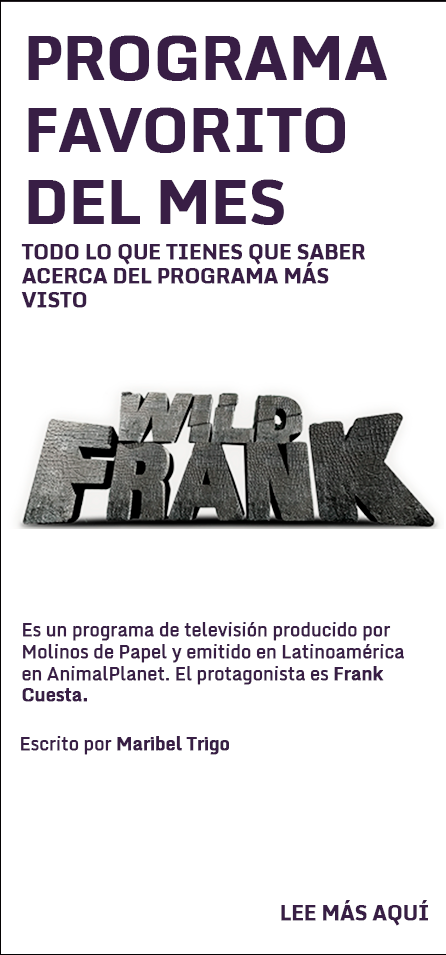 PROGRAMA
FAVORITO
DEL MES
TODO LO QUE TIENES QUE SABER
ACERCA DEL PROGRAMA MÁS
VISTO
WILD
FRANK
Es un programa de televisión producido por
Molinos de Papel y emitido en Latinoamérica
en AnimalPlanet. El protagonista es Frank
Cuesta.
Escrito por Maribel Trigo
LEE MÁS AQUÍ